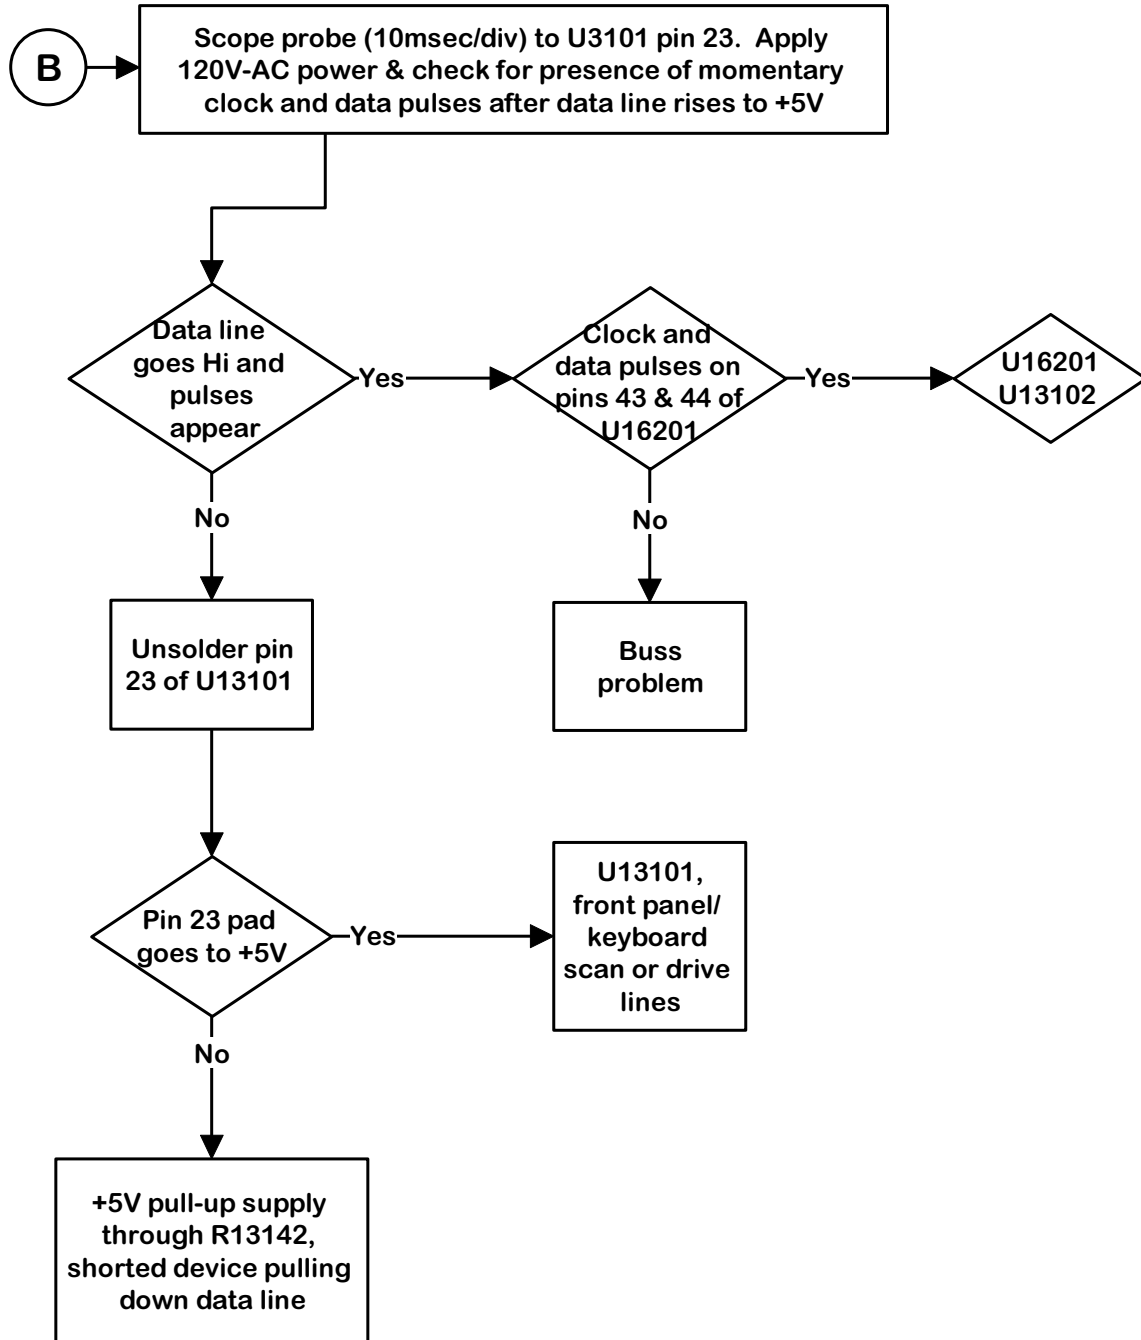 B
Scope probe (10msec/div) to U3101 pin 23. Apply
120V-AC power & check for presence of momentary
clock and data pulses after data line rises to +5V
Data line
goes Hi and
pulses
appear
Yes
Clock and
data pulses on
pins 43 & 44 of
U16201
Yes
U16201
U13102
No
No
Unsolder pin
23 of U13101
Buss
problem
Pin 23 pad
goes to +5V
Yes
U13101,
front panel/
keyboard
scan or drive
lines
No
+5V pull-up supply
through R13142,
shorted device pulling
down data line